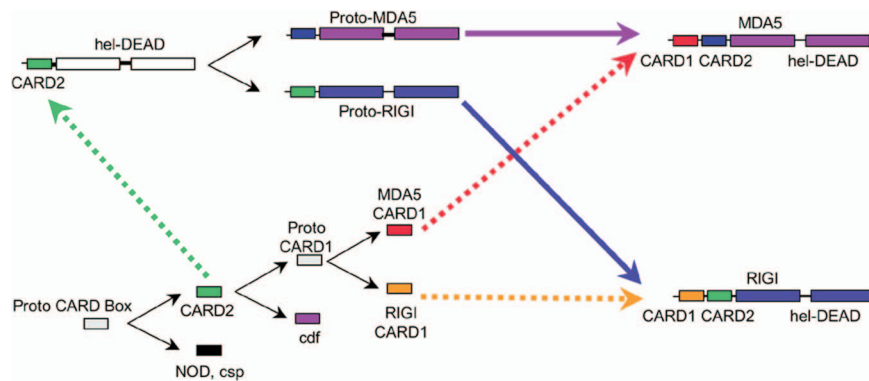 hel-DEAD
CARD2
Proto-MDA5
Proto-RIGI
MDA5
CARD1 CARD2
hel-DEAD
MDA5
CARD1
Proto
CARD1
Proto CARD Box
CARD2
cdf
RIGI
CARD1
NOD, csp
RIGI
CARD1 CARD2
hel-DEAD